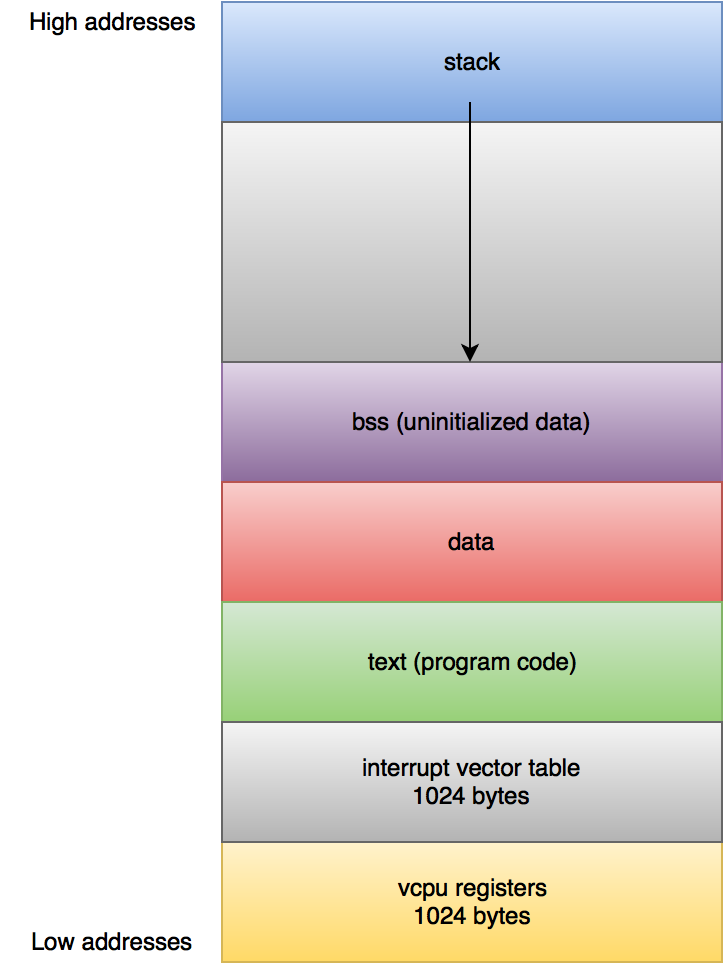 High addresses
stack
bss (uninitialized data)
data
text (program code)
interrupt vector table
1024 bytes
vcpu registers
1024 bytes
Low addresses